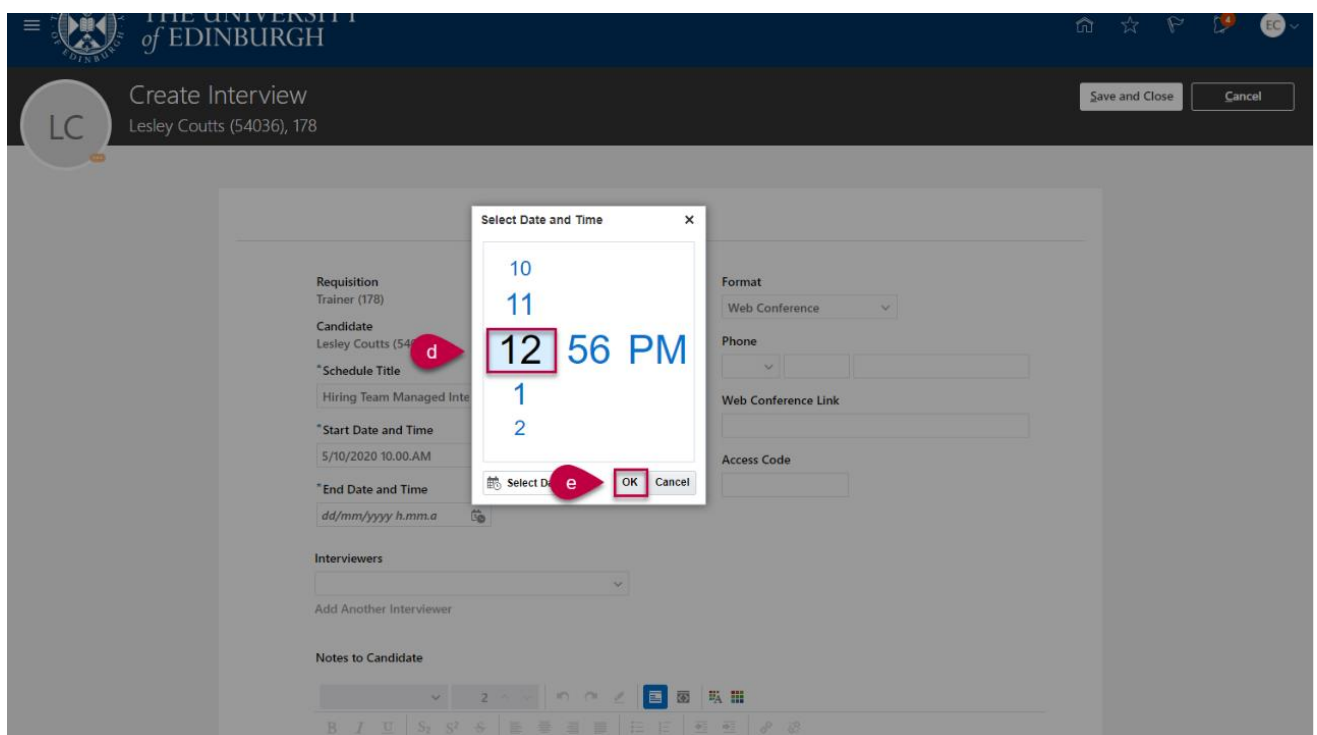 THE UNIVERSITY
of EDINBURGH
4
EC
Create Interview
Save and Close
Cancel
LC
Lesley Coutts (54036), 178
Select Date and Time
10
11
12 56 PM
1
2
Select
OK
Cancel
d
e
Requisition
Trainer (178)
Candidate
Lesley Coutts
*Schedule Title
Hiring Team Managed Inte
*Start Date and Time
5/10/2020 10.00.AM
*End Date and Time
dd/mm/yyyy h.mm.a
Format
Web Conference
Phone
Web Conference Link
Access Code
Interviewers
Add Another Interviewer
Notes to Candidate
2
B I U S₂ S² S